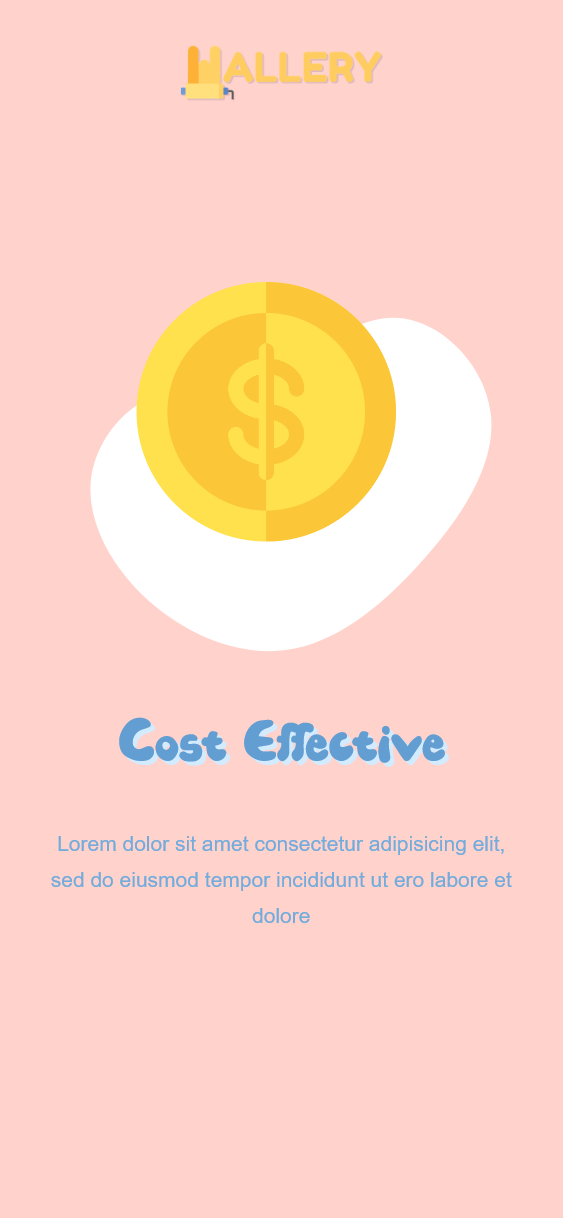 WALLERY
$
Cost Effective
Lorem dolor sit amet consectetur adipisicing elit,
sed do eiusmod tempor incididunt ut ero labore et
dolore